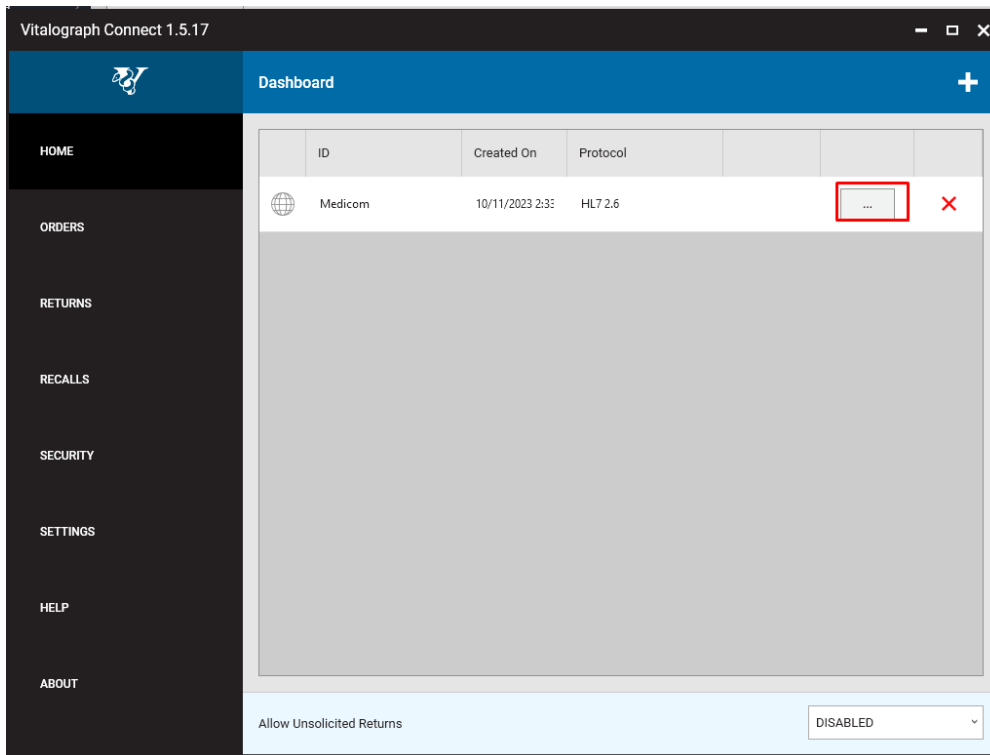 Vitalograph Connect 1.5.17
Dashboard
HOME
ORDERS
RETURNS
RECALLS
SECURITY
SETTINGS
HELP
ABOUT
ID Created On Protocol
Medicom 10/11/2023 2:33 HL7 2.6 ...
Allow Unsolicited Returns DISABLED